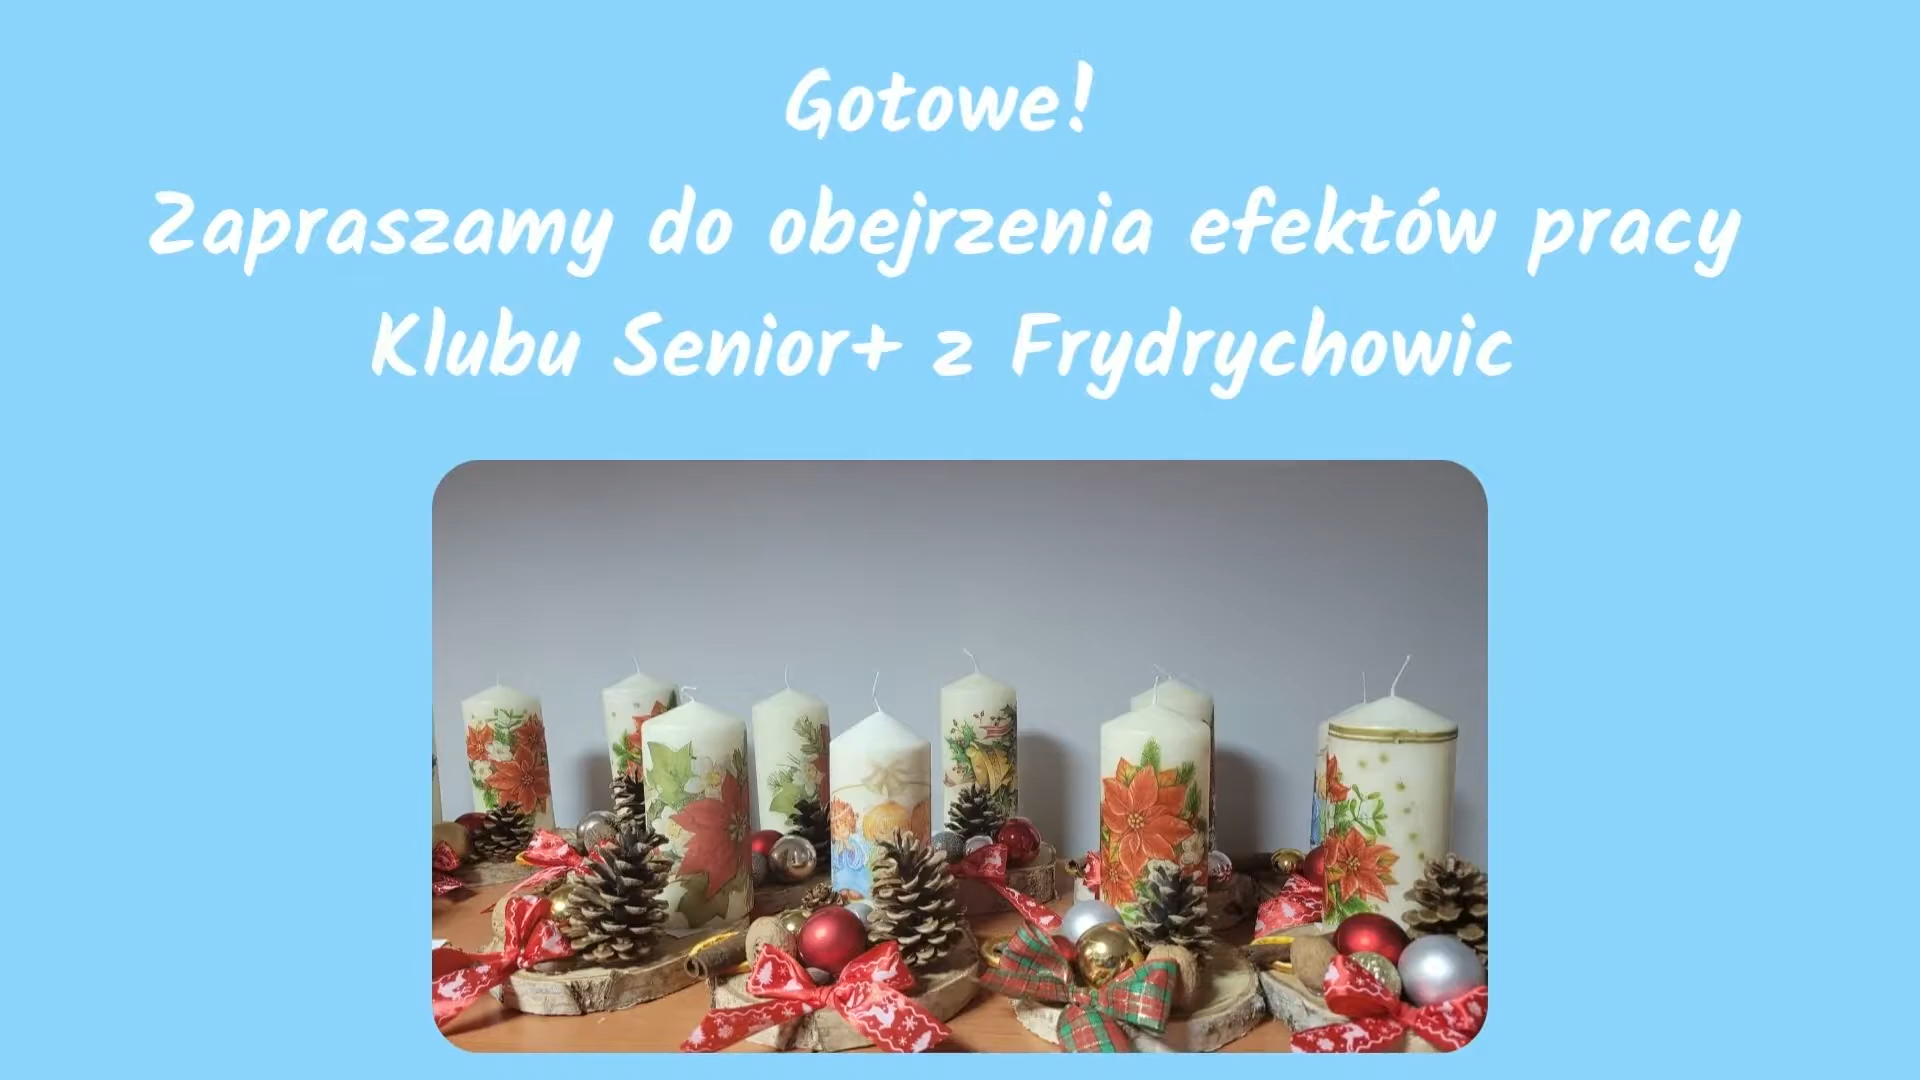 Gotowe!
Zapraszamy do obejrzenia efektów pracy
Klubu Senior+ z Frydrychowic